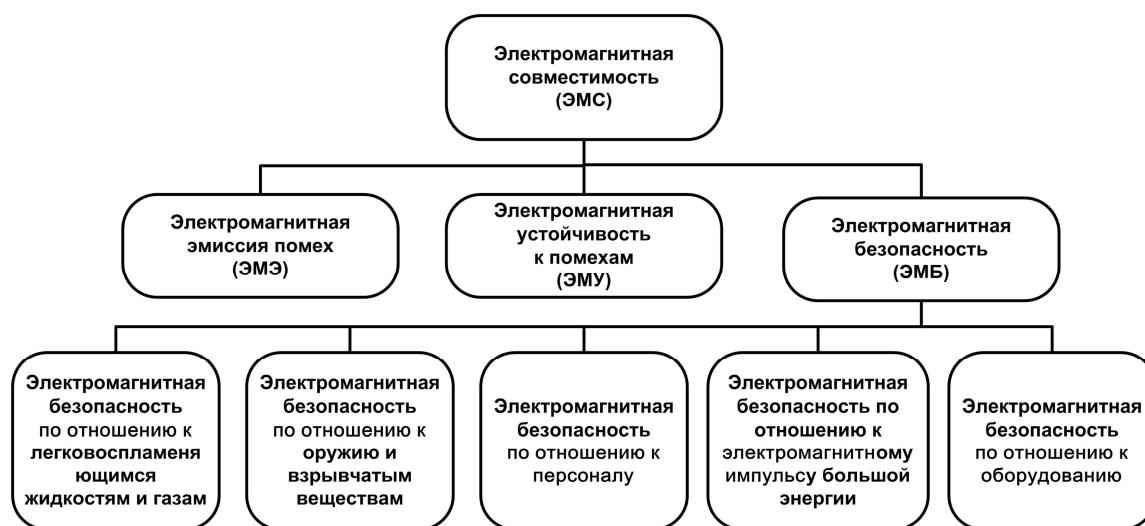 Электромагнитная
совместимость
(ЭМС)
Электромагнитная
эмиссия помех
(ЭМЭ)
Электромагнитная
устойчивость
к помехам
(ЭМУ)
Электромагнитная
безопасность
(ЭМБ)
Электромагнитная
безопасность
по отношению к
легковоспламеня
ющимся
жидкостям и газам
Электромагнитная
безопасность
по отношению к
оружию и
взрывчатым
веществам
Электромагнитная
безопасность
по отношению к
персоналу
Электромагнитная
безопасность по
отношению к
электромагнитному
импульсу большой
энергии
Электромагнитная
безопасность
по отношению к
оборудованию